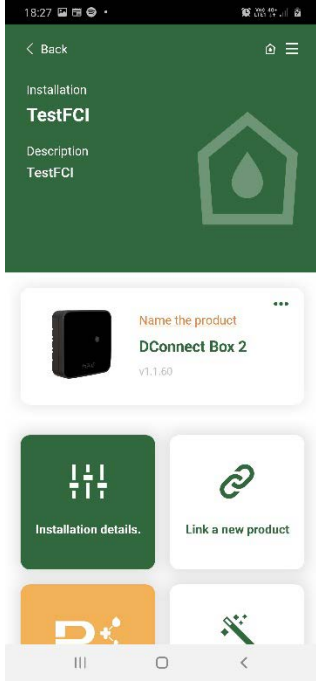 18:27
Back
Installation
TestFCI
Description
TestFCI
Name the product
DConnect Box 2
v1.1.60
Installation details.
Link a new product